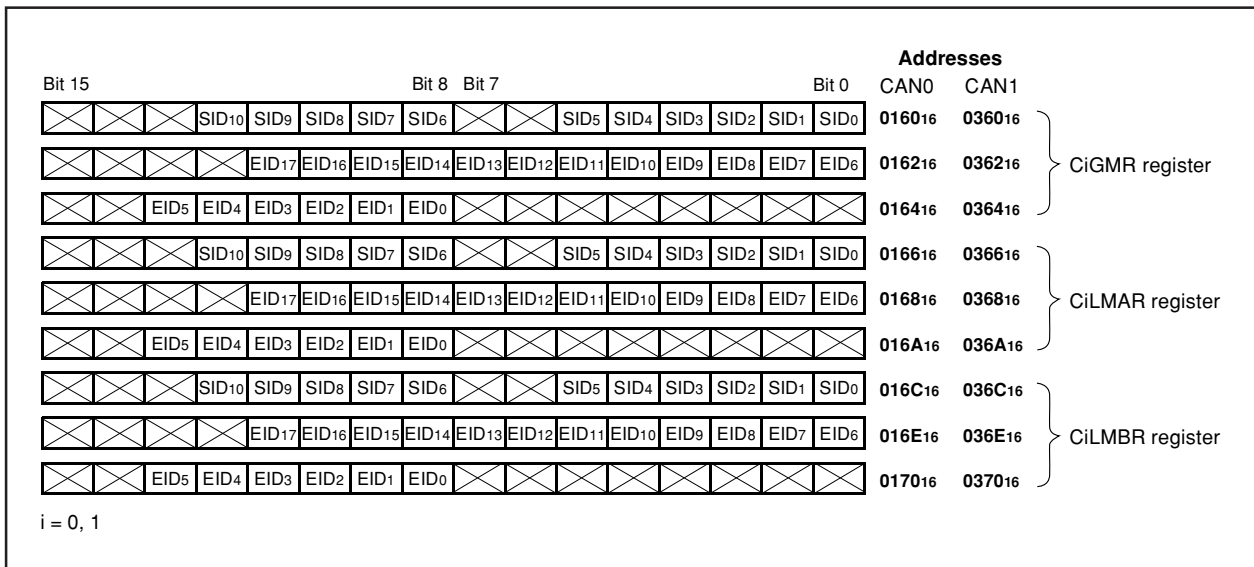 Addresses
Bit 15 Bit 8 Bit 7 Bit 0 CAN0 CAN1
SID10 SID9 SID8 SID7 SID6 SID5 SID4 SID3 SID2 SID1 SID0 016016 036016
EID17 EID16 EID15 EID14 EID13 EID12 EID11 EID10 EID9 EID8 EID7 EID6 016216 036216 CiGMR register
EID5 EID4 EID3 EID2 EID1 EID0 016416 036416
SID10 SID9 SID8 SID7 SID6 SID5 SID4 SID3 SID2 SID1 SID0 016616 036616
EID17 EID16 EID15 EID14 EID13 EID12 EID11 EID10 EID9 EID8 EID7 EID6 016816 036816 CiLMAR register
EID5 EID4 EID3 EID2 EID1 EID0 016A16 036A16
SID10 SID9 SID8 SID7 SID6 SID5 SID4 SID3 SID2 SID1 SID0 016C16 036C16
EID17 EID16 EID15 EID14 EID13 EID12 EID11 EID10 EID9 EID8 EID7 EID6 016E16 036E16 CiLMBR register
EID5 EID4 EID3 EID2 EID1 EID0 017016 037016
i = 0, 1